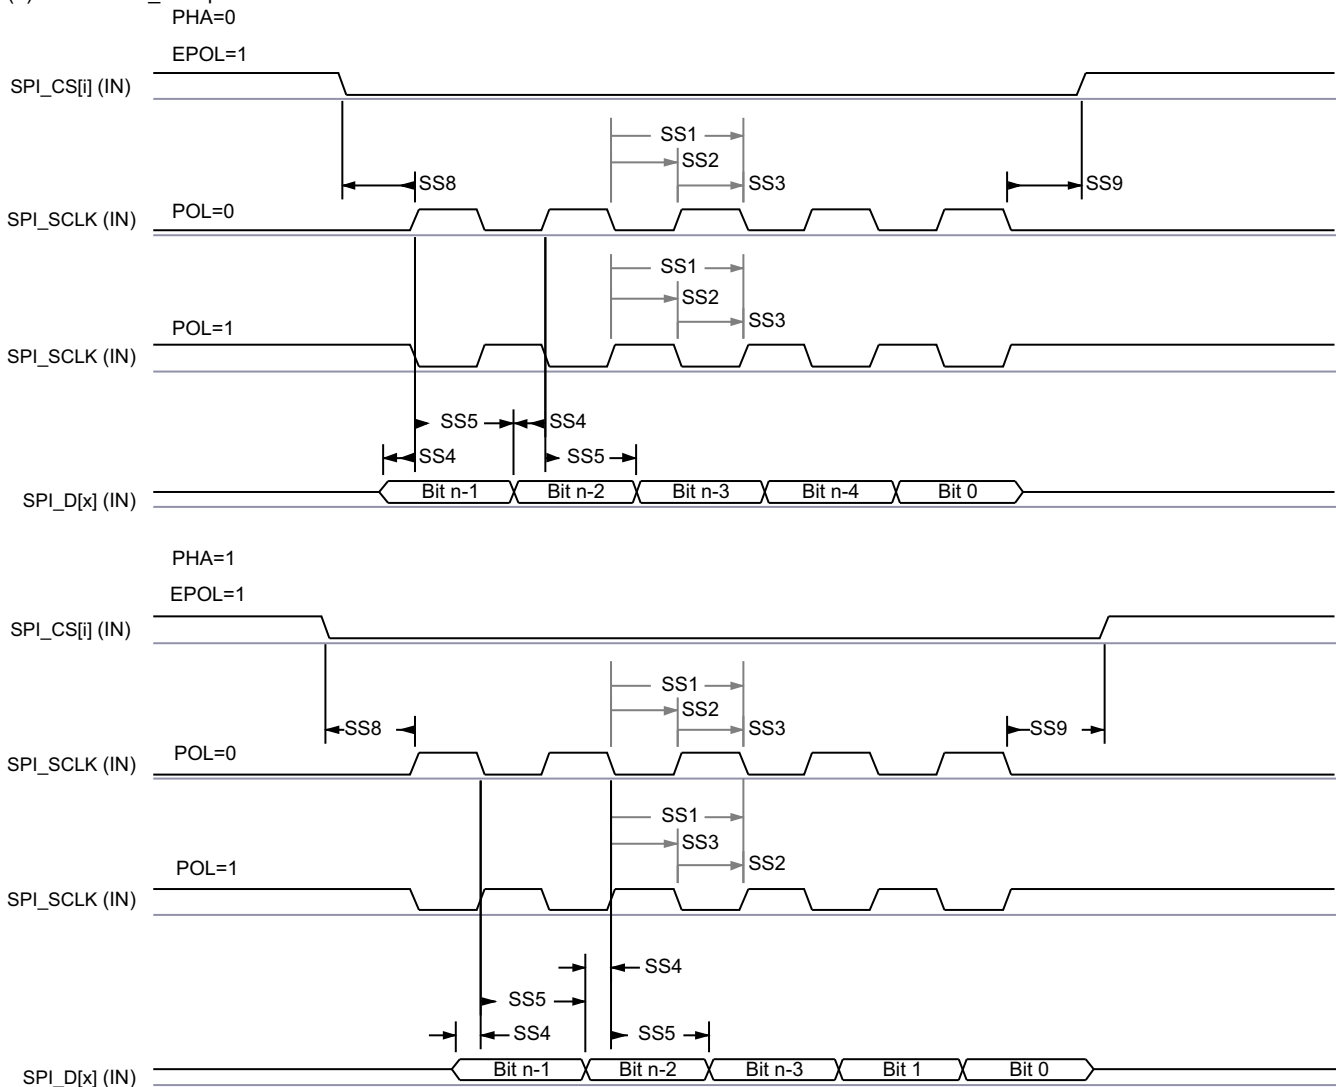 PHA=0
EPOL=1
SPI_CS[i] (IN)
SS1
SS2
SS8
SS3
SS9
POL=0
SPI_SCLK (IN)
SS1
SS2
SS3
POL=1
SPI_SCLK (IN)
SS5
SS4
SS4
SS5
SPI_D[x] (IN)
Bit n-1
Bit n-2
Bit n-3
Bit n-4
Bit 0
PHA=1
EPOL=1
SPI_CS[i] (IN)
SS1
SS2
SS8
SS3
SS9
POL=0
SPI_SCLK (IN)
SS1
SS3
SS2
POL=1
SPI_SCLK (IN)
SS4
SS5
SS4
SS5
SPI_D[x] (IN)
Bit n-1
Bit n-2
Bit n-3
Bit 1
Bit 0